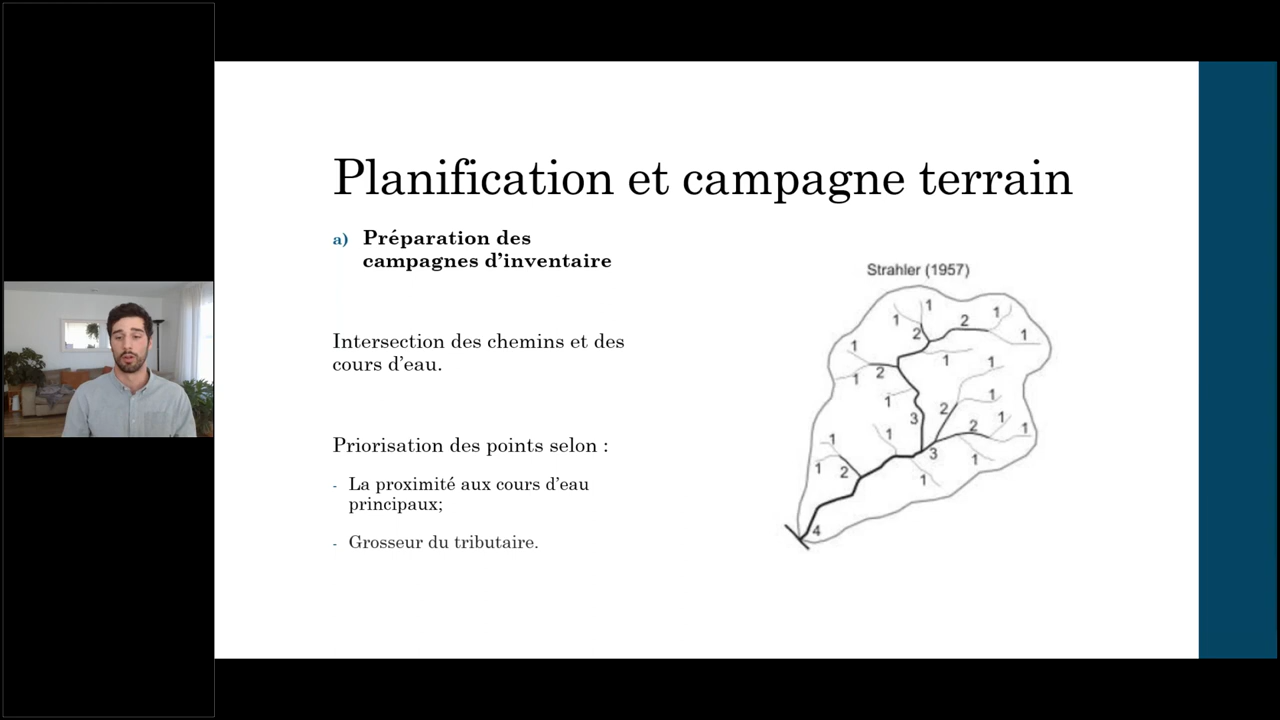 Planification et campagne terrain
a) Préparation des
campagnes d'inventaire
Intersection des chemins et des
cours d'eau.
Priorisation des points selon :
- La proximité aux cours d'eau
principaux;
- Grosseur du tributaire.
Strahler (1957)
1
1
2
1
2
1
1
1
2
1
1
1
3
2
1
1
2
1
1
1
3
1
1
1
2
1
4